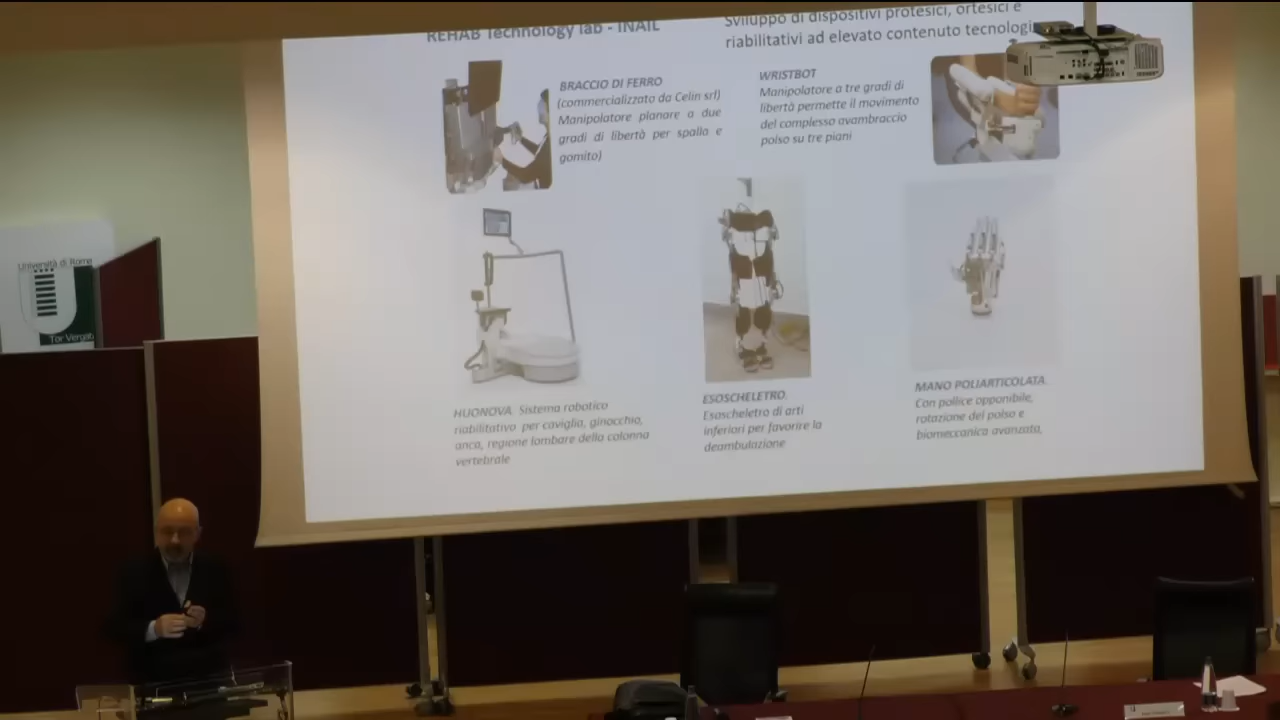 REHAB Technology lab - INAIL
Sviluppo di dispositivi protesici, ortesici e
riabilitativi ad elevato contenuto
BRACCIO DI FERRO
(commercializzato da Celin srl)
Manipolatore planare a due
gradi di libertà per spalla e
gomito)
WRISTBOT
Manipolatore a tre gradi di
libertà permette il movimento
del complesso avambraccio
polso su tre piani
HUONOVA. Sistema robotico
riabilitativo per caviglia, ginocchio,
anca, regione lombare della colonna
vertebrale
ESOSCHELETRO.
Esoscheletro di arti
inferiori per favorire la
deambulazione
MANO POLIARTICOLATA.
Con pollice opponibile,
rotazione del polso e
biomeccanica avanzata,
Università di Roma
Tor Vergata